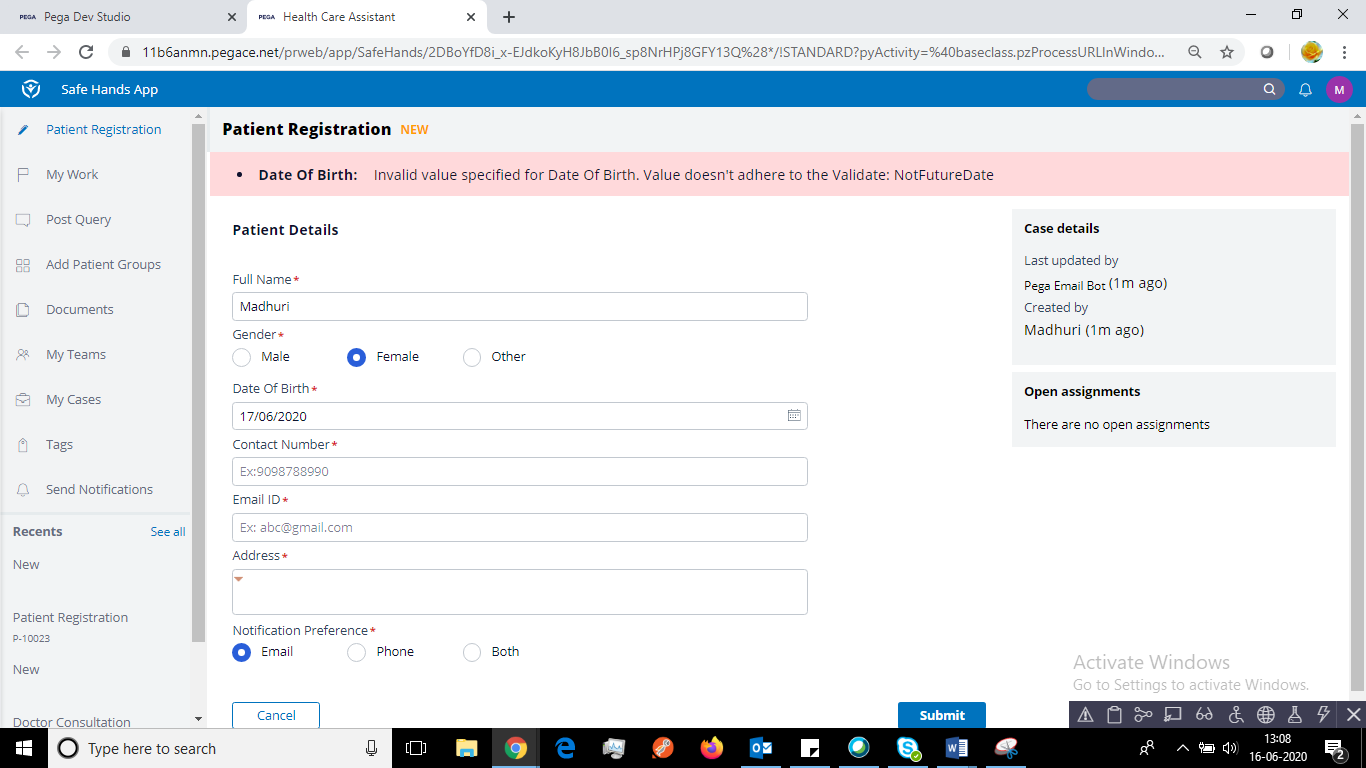 PEGA Pega Dev Studio
PEGA Health Care Assistant
11b6anmn.pegace.net/prweb/app/SafeHands/2DBoYfD8i_x-EJdkoKyH8JbB0I6_sp8NrHPj8GFY13Q%28*/!STANDARD?pyActivity=%40baseclass.pzProcessURLInWindo...
Safe Hands App
M
Patient Registration
My Work
Post Query
Add Patient Groups
Documents
My Teams
My Cases
Tags
Send Notifications
Recents See all
New
Patient Registration
P-10023
New
Doctor Consultation
Patient Registration NEW
• Date Of Birth: Invalid value specified for Date Of Birth. Value doesn't adhere to the Validate: NotFutureDate
Patient Details
Full Name*
Madhuri
Gender*
Male Female Other
Date Of Birth*
17/06/2020
Contact Number*
Ex:9098788990
Email ID*
Ex: abc@gmail.com
Address*
Notification Preference*
Email Phone Both
Cancel Submit
Case details
Last updated by
Pega Email Bot (1m ago)
Created by
Madhuri (1m ago)
Open assignments
There are no open assignments
Activate Windows
Go to Settings to activate Windows.
Type here to search
13:08
16-06-2020
2